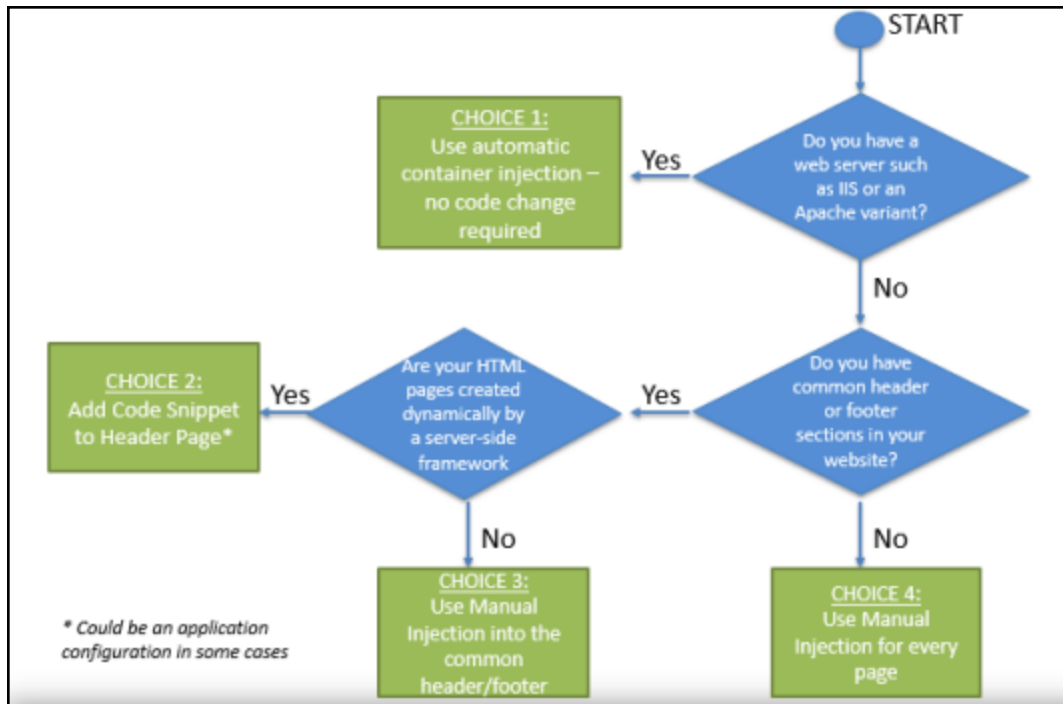 START
Do you have a
web server such
as IIS or an
Apache variant?
Yes
CHOICE 1:
Use automatic
container injection –
no code change
required
No
Do you have
common header
or footer
sections in your
website?
Yes
Are your HTML
pages created
dynamically by
a server-side
framework
Yes
CHOICE 2:
Add Code Snippet
to Header Page*
No
CHOICE 3:
Use Manual
Injection into the
common
header/footer
No
CHOICE 4:
Use Manual
Injection for every
page
* Could be an application
configuration in some cases